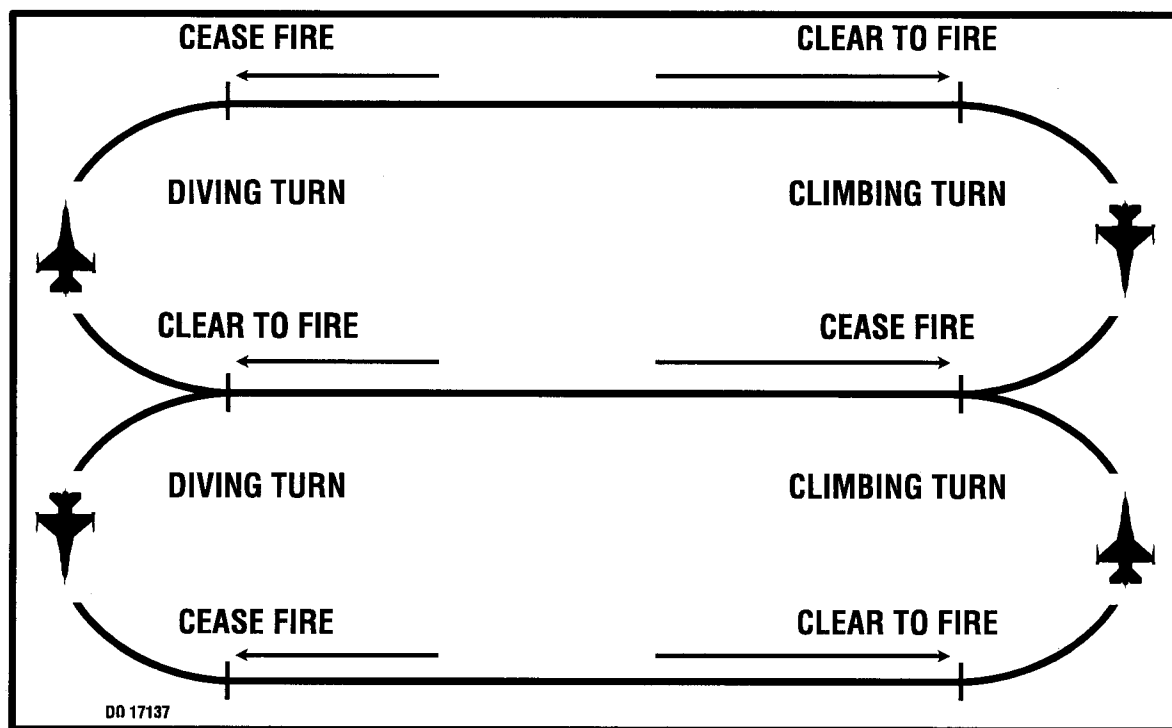 CEASE FIRE
CLEAR TO FIRE
DIVING TURN
CLIMBING TURN
CLEAR TO FIRE
CEASE FIRE
DIVING TURN
CLIMBING TURN
CEASE FIRE
CLEAR TO FIRE
DO 17137